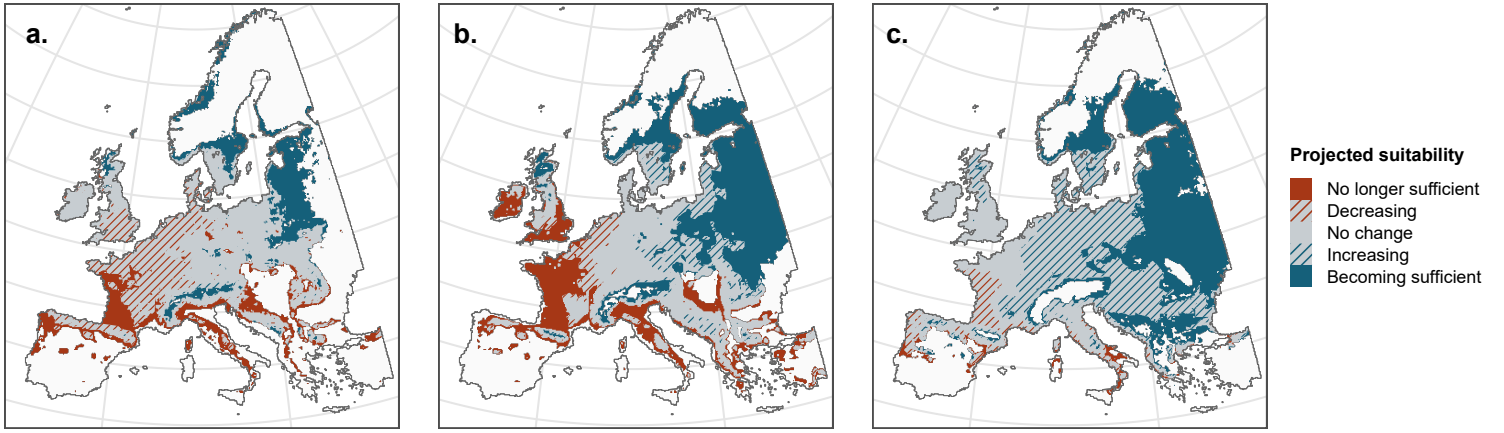 a.
b.
c.
Projected suitability
No longer sufficient
Decreasing
No change
Increasing
Becoming sufficient